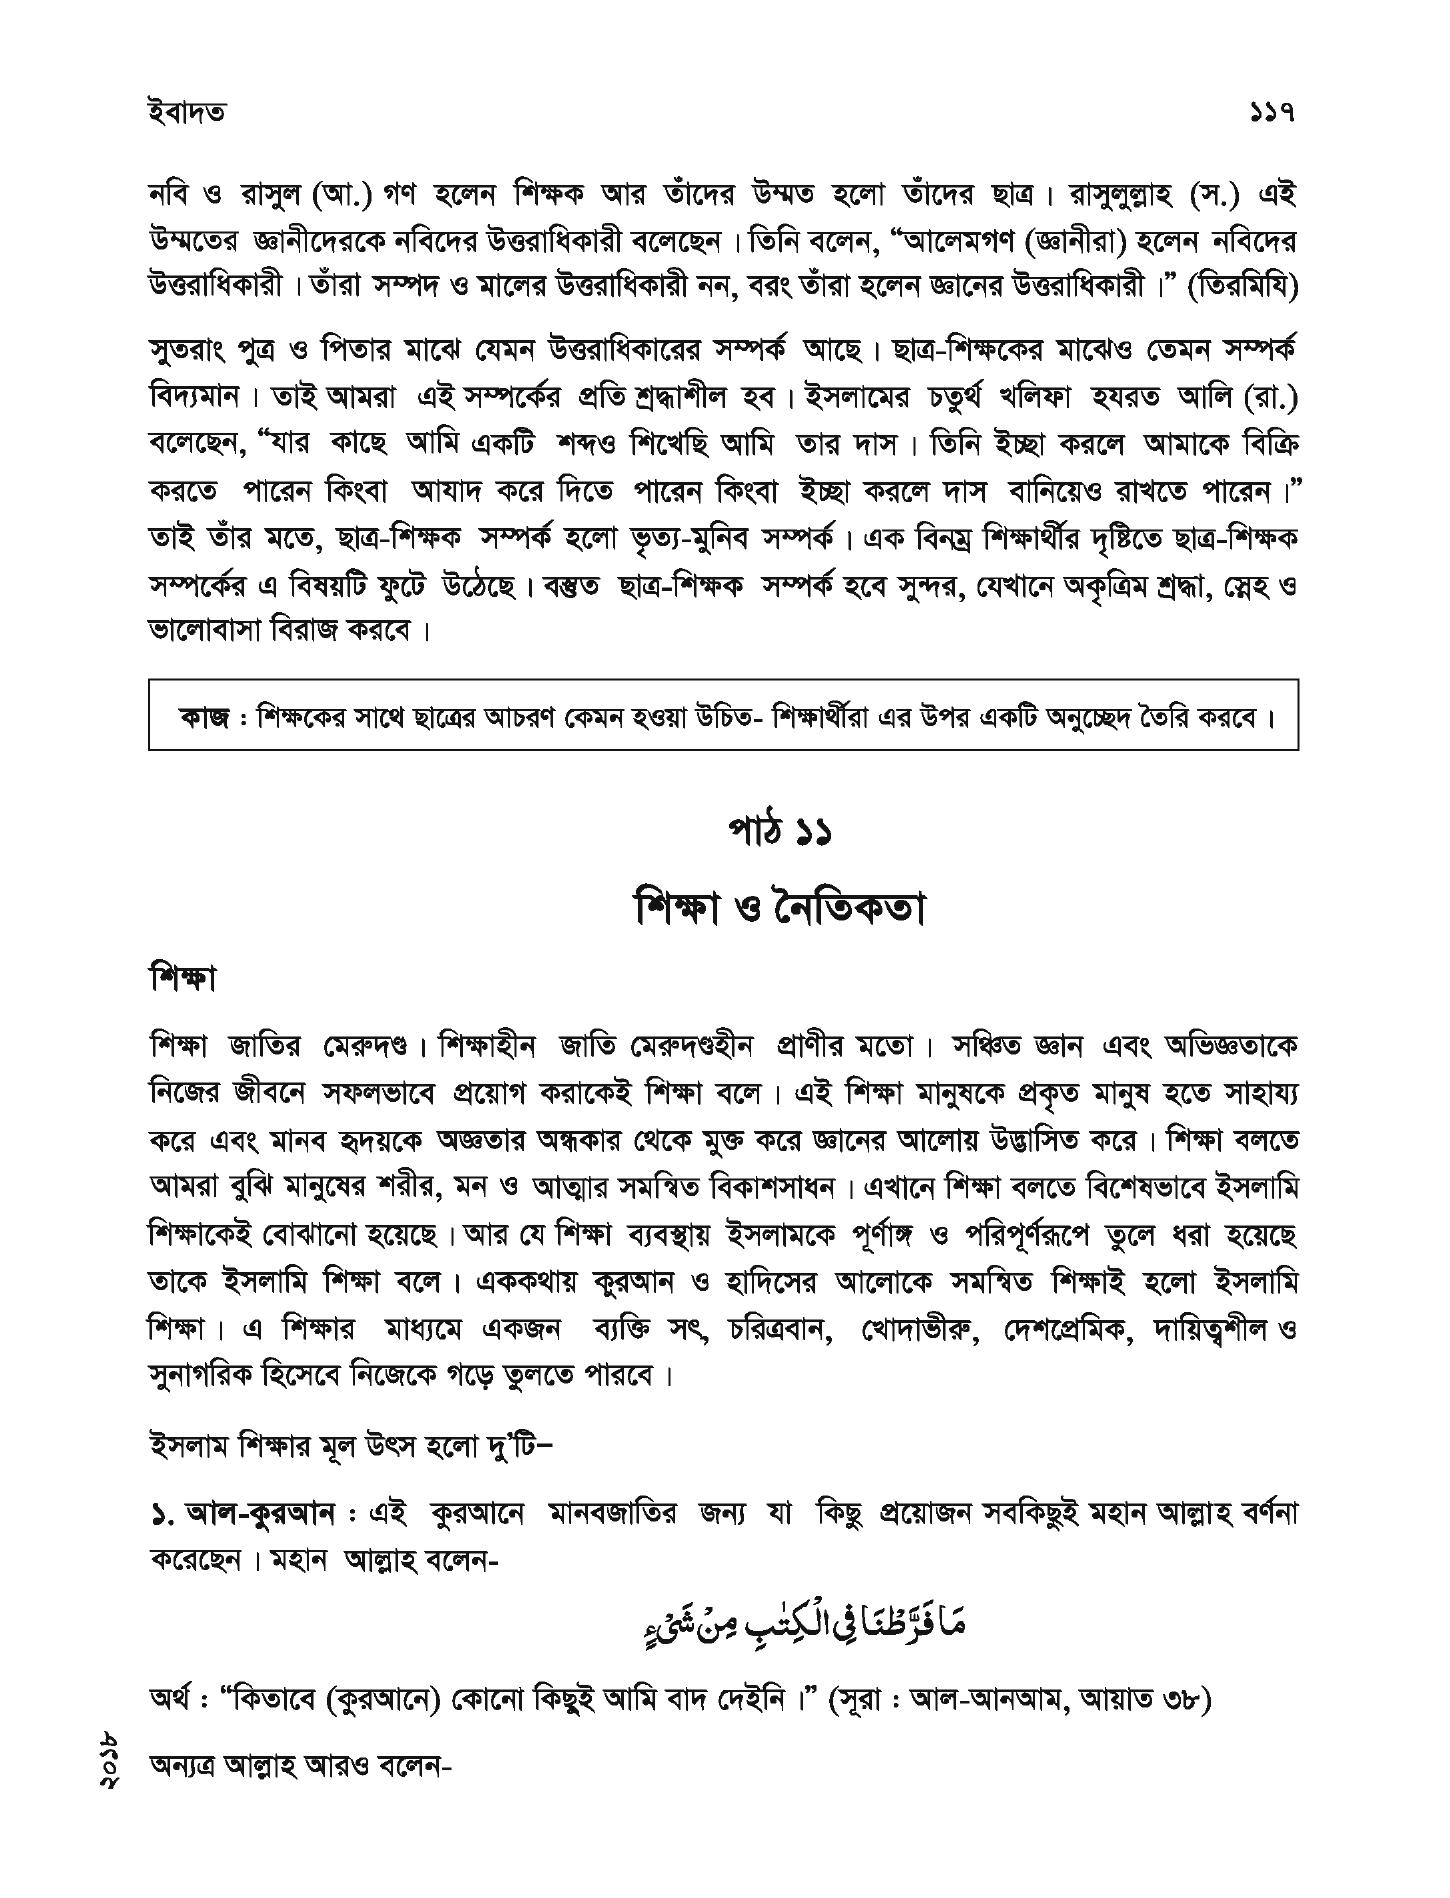 ইবাদত ১১৭
নবি ও রাসুল (আ.) গণ হলেন শিক্ষক আর তাঁদের উম্মত হলো তাঁদের ছাত্র। রাসুলুল্লাহ (স.) এই
উম্মতের জ্ঞানীদেরকে নবিদের উত্তরাধিকারী বলেছেন। তিনি বলেন, “আলেমগণ (জ্ঞানীরা) হলেন নবিদের
উত্তরাধিকারী। তাঁরা সম্পদ ও মালের উত্তরাধিকারী নন, বরং তাঁরা হলেন জ্ঞানের উত্তরাধিকারী।” (তিরমিযি)
সুতরাং পুত্র ও পিতার মাঝে যেমন উত্তরাধিকারের সম্পর্ক আছে। ছাত্র-শিক্ষকের মাঝেও তেমন সম্পর্ক
বিদ্যমান। তাই আমরা এই সম্পর্কের প্রতি শ্রদ্ধাশীল হব। ইসলামের চতুর্থ খলিফা হযরত আলি (রা.)
বলেছেন, “যার কাছে আমি একটি শব্দও শিখেছি আমি তার দাস। তিনি ইচ্ছা করলে আমাকে বিক্রি
করতে পারেন কিংবা আযাদ করে দিতে পারেন কিংবা ইচ্ছা করলে দাস বানিয়েও রাখতে পারেন।”
তাই তাঁর মতে, ছাত্র-শিক্ষক সম্পর্ক হলো ভৃত্য-মুনিব সম্পর্ক। এক বিনম্র শিক্ষার্থীর দৃষ্টিতে ছাত্র-শিক্ষক
সম্পর্কের এ বিষয়টি ফুটে উঠেছে। বস্তুত ছাত্র-শিক্ষক সম্পর্ক হবে সুন্দর, যেখানে অকৃত্রিম শ্রদ্ধা, স্নেহ ও
ভালোবাসা বিরাজ করবে।
কাজ : শিক্ষকের সাথে ছাত্রের আচরণ কেমন হওয়া উচিত- শিক্ষার্থীরা এর উপর একটি অনুচ্ছেদ তৈরি করবে।
পাঠ ১১
শিক্ষা ও নৈতিকতা
শিক্ষা
শিক্ষা জাতির মেরুদণ্ড। শিক্ষাহীন জাতি মেরুদণ্ডহীন প্রাণীর মতো। সঞ্চিত জ্ঞান এবং অভিজ্ঞতাকে
নিজের জীবনে সফলভাবে প্রয়োগ করাকেই শিক্ষা বলে। এই শিক্ষা মানুষকে প্রকৃত মানুষ হতে সাহায্য
করে এবং মানব হৃদয়কে অজ্ঞতার অন্ধকার থেকে মুক্ত করে জ্ঞানের আলোয় উদ্ভাসিত করে। শিক্ষা বলতে
আমরা বুঝি মানুষের শরীর, মন ও আত্মার সমন্বিত বিকাশসাধন। এখানে শিক্ষা বলতে বিশেষভাবে ইসলামি
শিক্ষাকেই বোঝানো হয়েছে। আর যে শিক্ষা ব্যবস্থায় ইসলামকে পূর্ণাঙ্গ ও পরিপূর্ণরূপে তুলে ধরা হয়েছে
তাকে ইসলামি শিক্ষা বলে। এককথায় কুরআন ও হাদিসের আলোকে সমন্বিত শিক্ষাই হলো ইসলামি
শিক্ষা। এ শিক্ষার মাধ্যমে একজন ব্যক্তি সৎ, চরিত্রবান, খোদাভীরু, দেশপ্রেমিক, দায়িত্বশীল ও
সুনাগরিক হিসেবে নিজেকে গড়ে তুলতে পারবে।
ইসলাম শিক্ষার মূল উৎস হলো দু’টি–
১. আল-কুরআন : এই কুরআনে মানবজাতির জন্য যা কিছু প্রয়োজন সবকিছুই মহান আল্লাহ বর্ণনা
করেছেন। মহান আল্লাহ বলেন-
مَا فَرَّطْنَا فِى الْكِتٰبِ مِنْ شَىْءٍ
অর্থ : “কিতাবে (কুরআনে) কোনো কিছুই আমি বাদ দেইনি।” (সূরা : আল-আনআম, আয়াত ৩৮)
অন্যত্র আল্লাহ আরও বলেন-
২০১৮